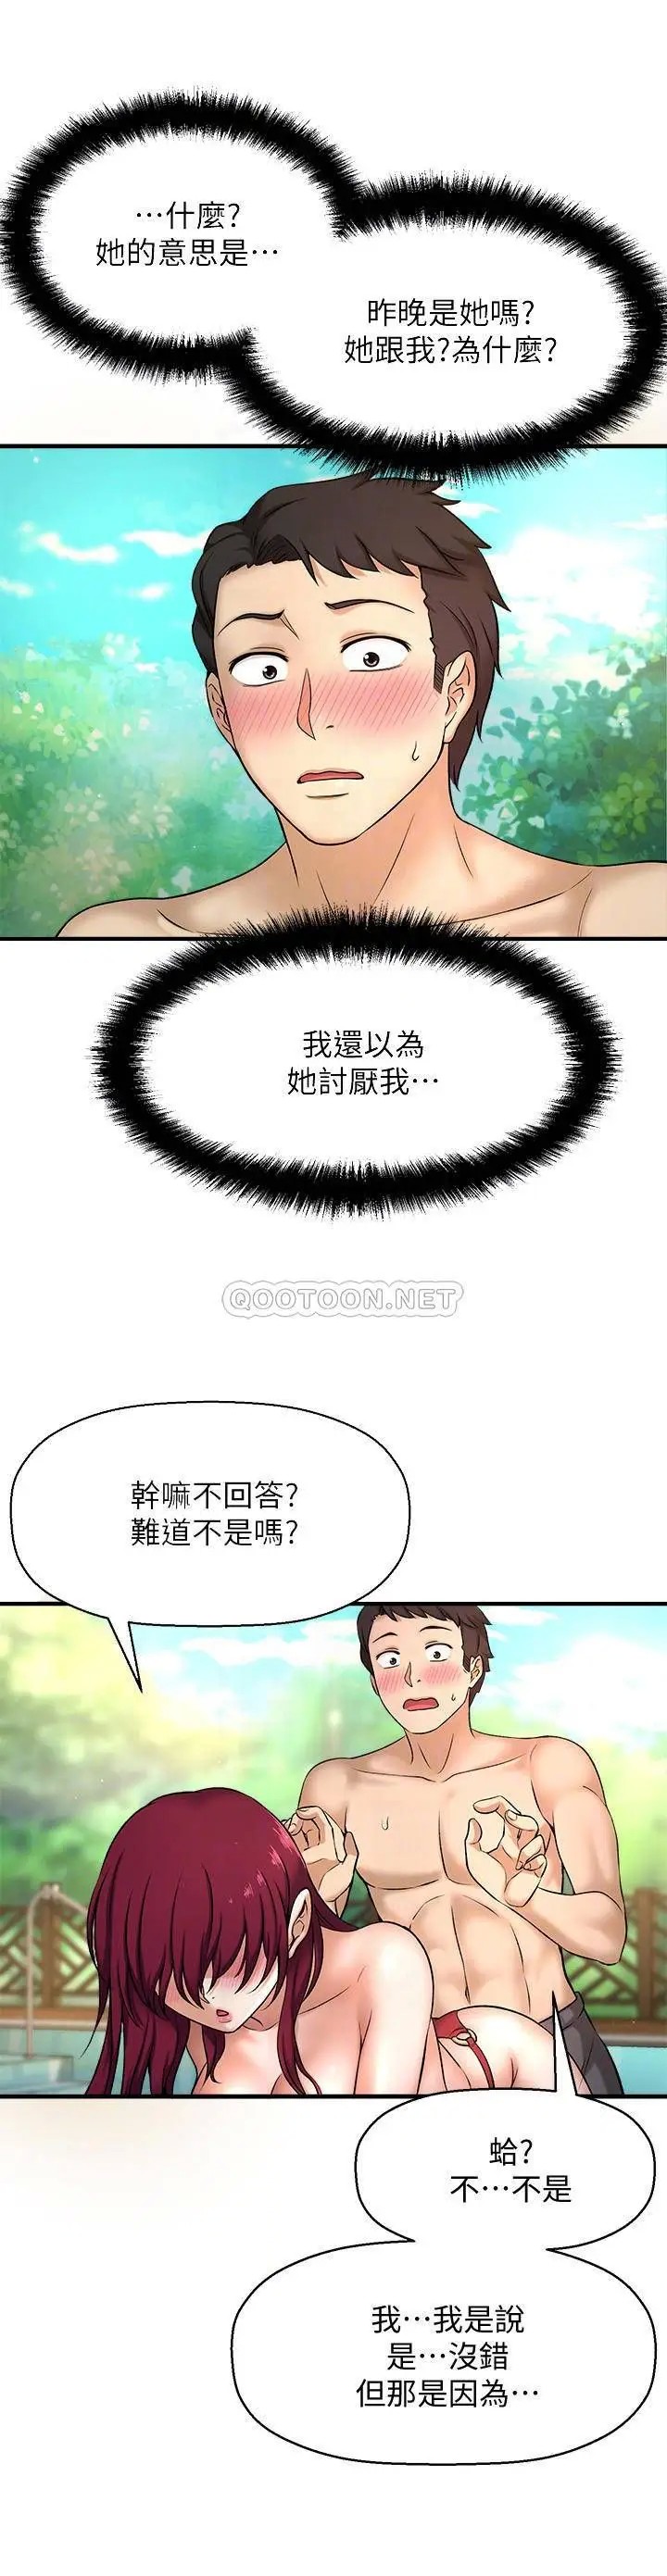 …什麼?
她的意思是…
昨晚是她嗎?
她跟我?為什麼?
我還以為
她討厭我…
QOOTOON.NET
幹嘛不回答?
難道不是嗎?
蛤?
不…不是
我…我是說
是…沒錯
但那是因為…